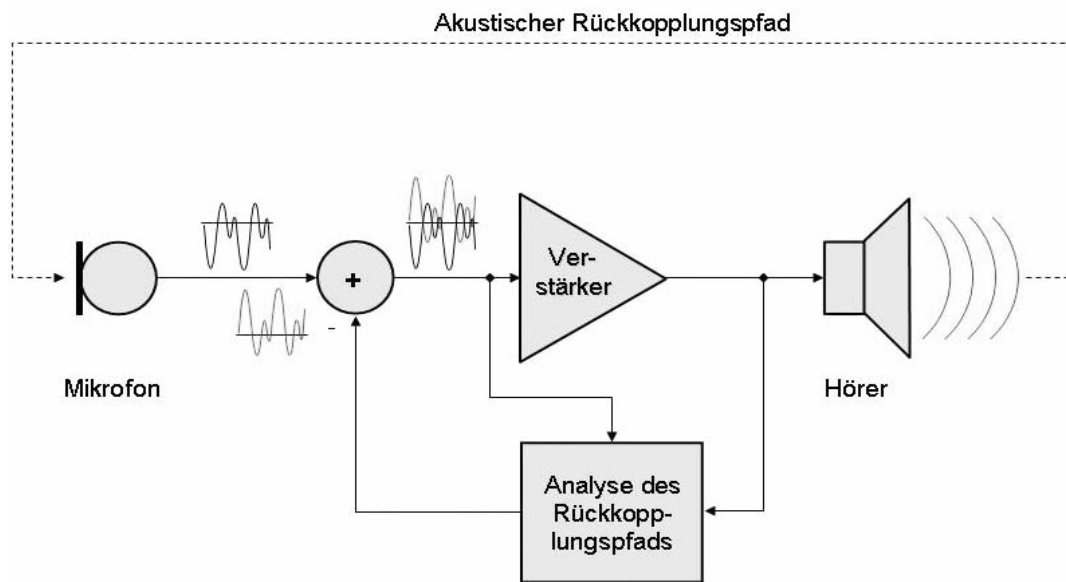 Akustischer Rückkopplungspfad
+
Ver-
stärker
-
Mikrofon
Hörer
Analyse des
Rückkopp-
lungspfads